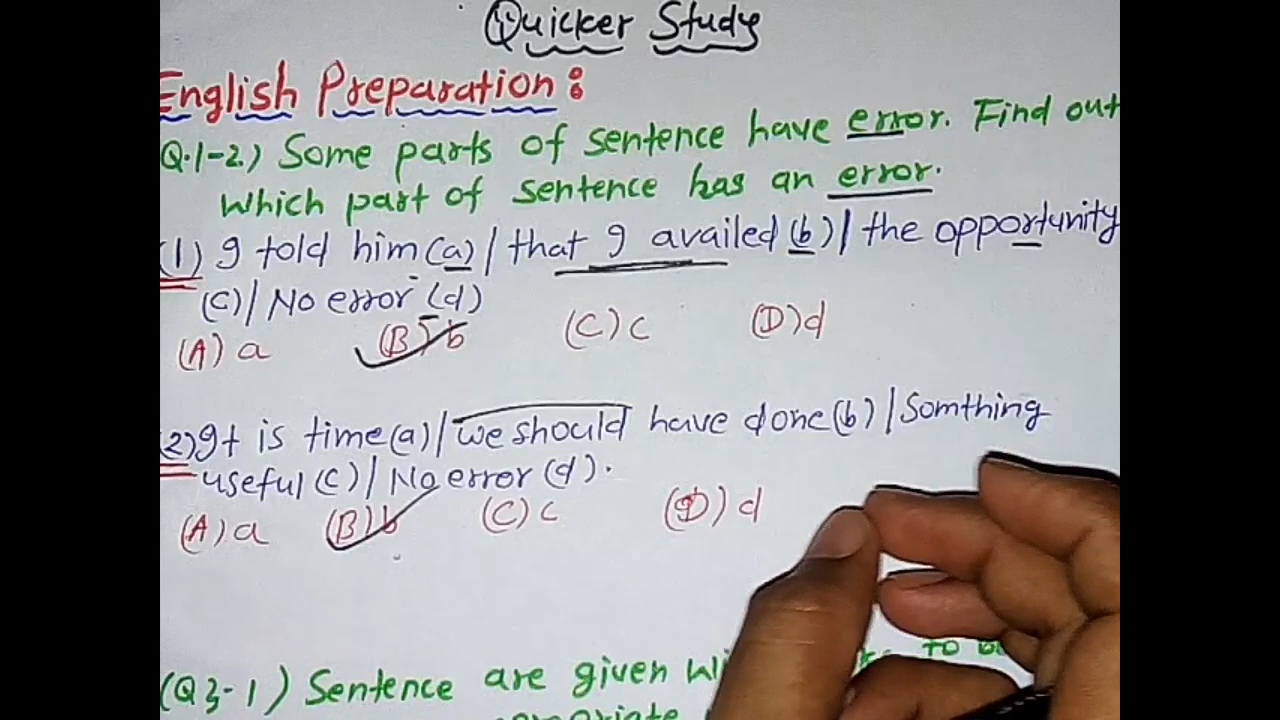 Quicker Study
English Preparation:
Q.1-2) Some parts of sentence have error. Find out
which part of sentence has an error.
(1) I told him (a) / that I availed (b) / the opportunity
(c) / No error (d)
(A) a (B) b (C) c (D) d
(2) It is time (a) / we should have done (b) / Somthing
useful (c) / No error (d).
(A) a (B) b (C) c (D) d
(Q3-1) Sentence are given to